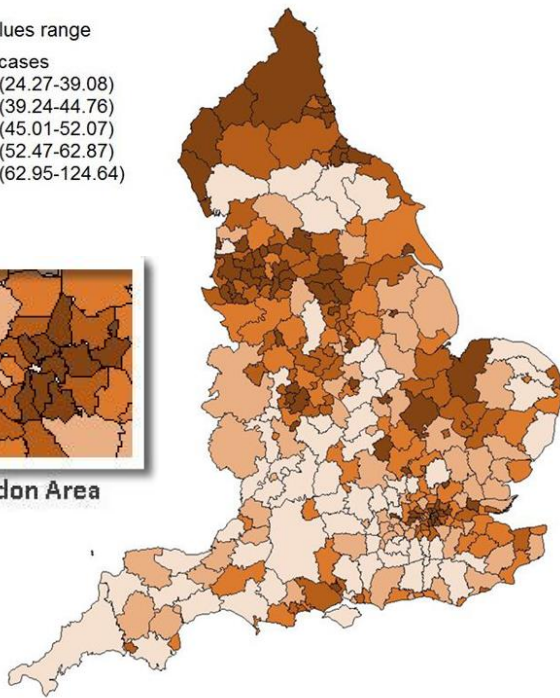 lues range
cases
(24.27-39.08)
(39.24-44.76)
(45.01-52.07)
(52.47-62.87)
(62.95-124.64)
don Area